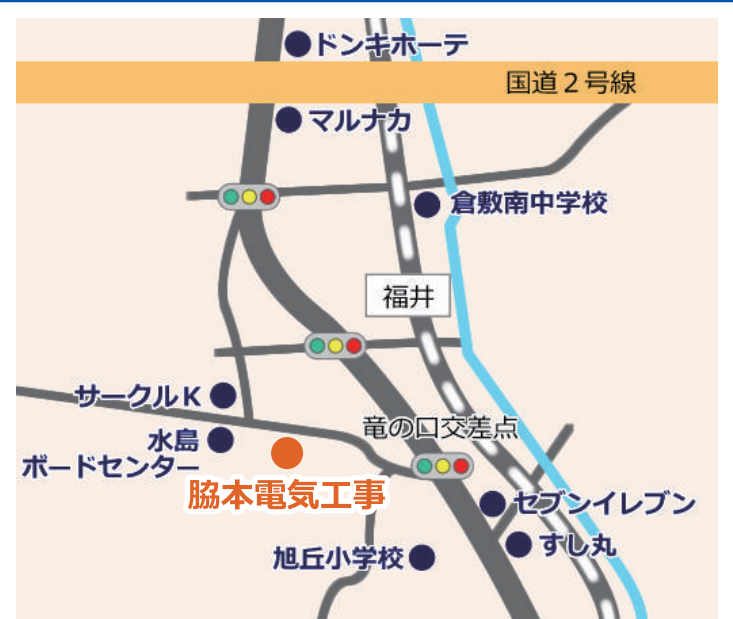 ドンキホーテ
国道２号線
マルナカ
倉敷南中学校
福井
サークルK
竜の口交差点
水島
ボードセンター
脇本電気工事
セブンイレブン
すし丸
旭丘小学校